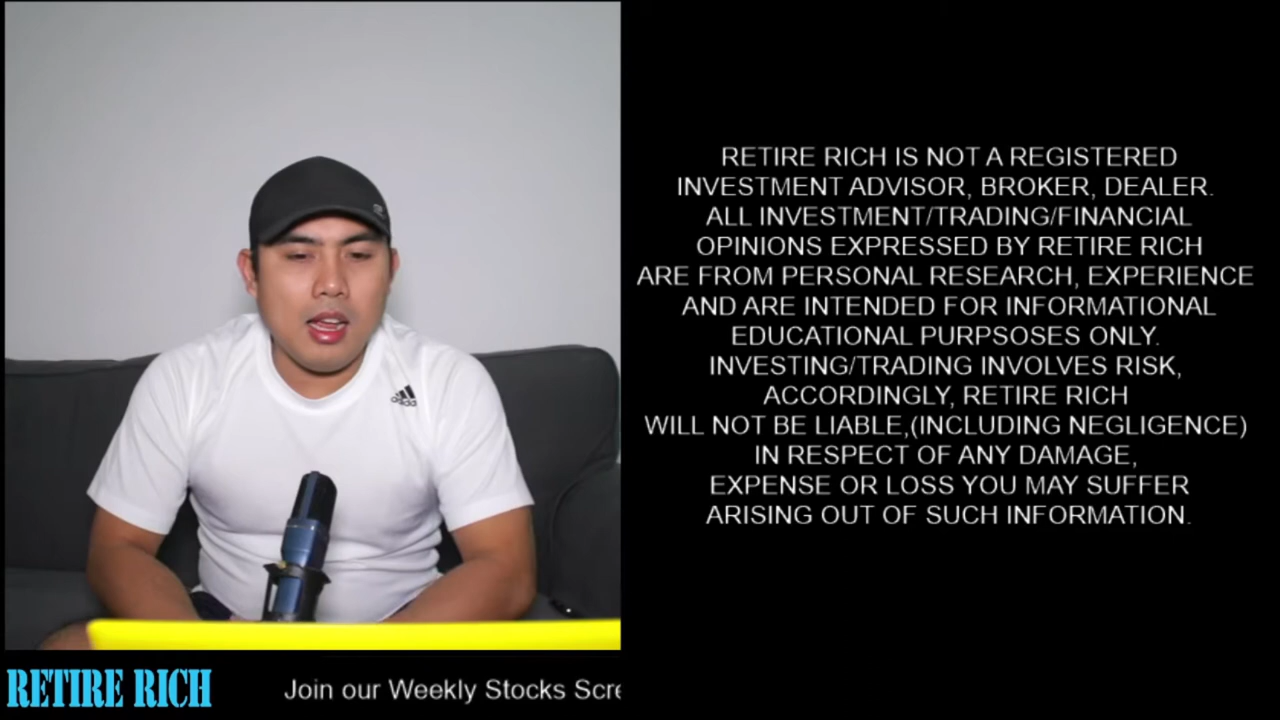 RETIRE RICH IS NOT A REGISTERED
INVESTMENT ADVISOR, BROKER, DEALER.
ALL INVESTMENT/TRADING/FINANCIAL
OPINIONS EXPRESSED BY RETIRE RICH
ARE FROM PERSONAL RESEARCH, EXPERIENCE
AND ARE INTENDED FOR INFORMATIONAL
EDUCATIONAL PURPSOSES ONLY.
INVESTING/TRADING INVOLVES RISK,
ACCORDINGLY, RETIRE RICH
WILL NOT BE LIABLE,(INCLUDING NEGLIGENCE)
IN RESPECT OF ANY DAMAGE,
EXPENSE OR LOSS YOU MAY SUFFER
ARISING OUT OF SUCH INFORMATION.
adidas
RETIRE RICH
Join our Weekly Stocks Scre